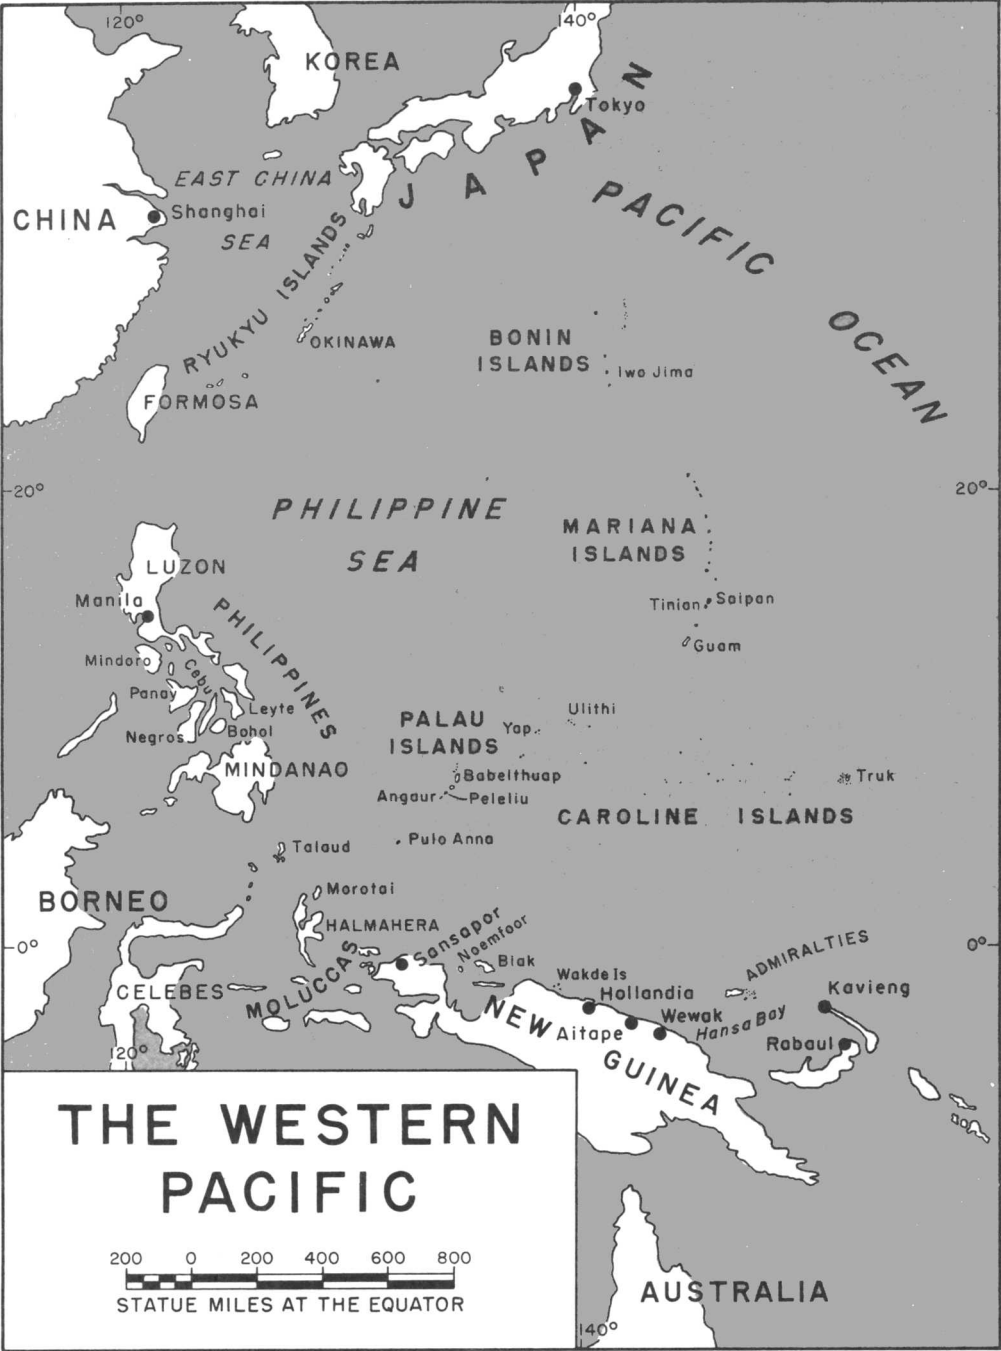 120°
140°
KOREA
JAPAN
Tokyo
EAST CHINA
SEA
CHINA
Shanghai
PACIFIC
OCEAN
RYUKYU ISLANDS
OKINAWA
BONIN
ISLANDS
Iwo Jima
FORMOSA
20°
20°
PHILIPPINE
SEA
MARIANA
ISLANDS
LUZON
Manila
Tinian
Saipan
Guam
PHILIPPINES
Mindoro
Cebu
Panay
Leyte
Negros
Bohol
MINDANAO
PALAU
ISLANDS
Yap
Ulithi
Babelthuap
Angaur
Peleliu
Truk
CAROLINE ISLANDS
Pulo Anna
Talaud
Morotai
BORNEO
HALMAHERA
Sansapor
Noemfoor
Biak
0°
0°
ADMIRALTIES
CELEBES
MOLUCCAS
Wakde Is
Hollandia
Kavieng
NEW
GUINEA
Aitape
Wewak
Hansa Bay
Rabaul
120°
THE WESTERN
PACIFIC
200 0 200 400 600 800
STATUE MILES AT THE EQUATOR
AUSTRALIA
140°